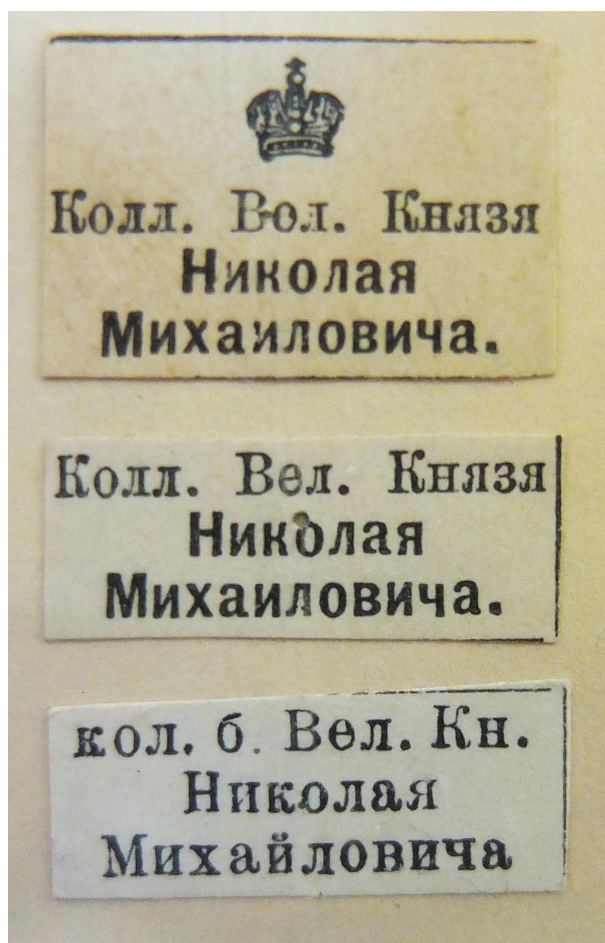 Колл. Вел. Князя
Николая
Михаиловича.
Колл. Вел. Князя
Николая
Михаиловича.
кол. б. Вел. Кн.
Николая
Михайловича